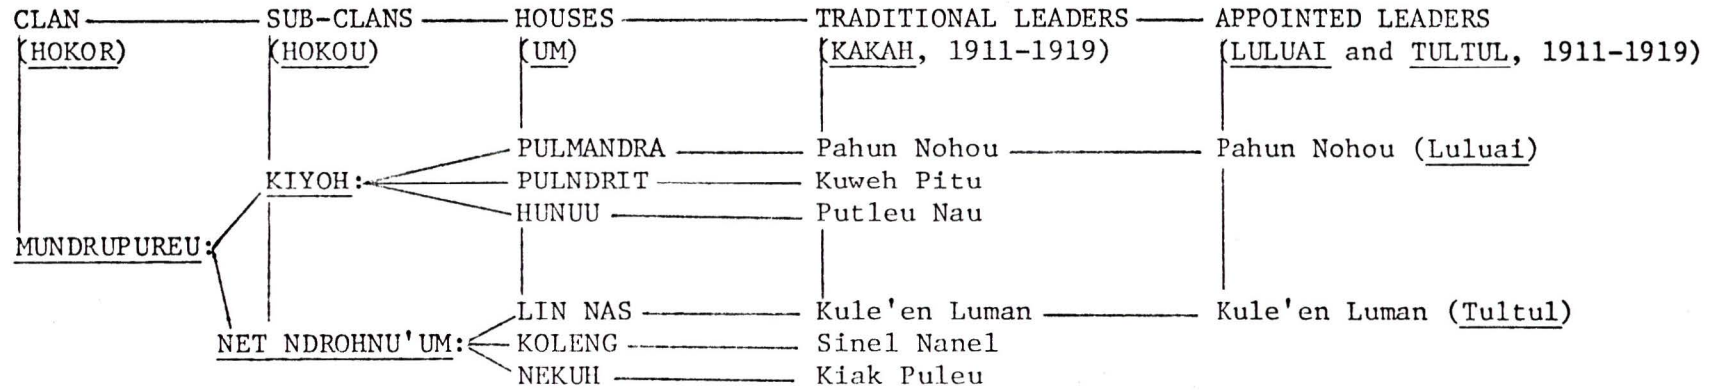 CLAN SUB-CLANS HOUSES TRADITIONAL LEADERS APPOINTED LEADERS
(HOKOR) (HOKOU) (UM) (KAKAH, 1911-1919) (LULUAI and TULTUL, 1911-1919)
PULMANDRA Pahun Nohou Pahun Nohou (Luluai)
KIYOH: PULNDRIT Kuweh Pitu
HUNUU Putleu Nau
MUNDRUPUREU:
LIN NAS Kule'en Luman Kule'en Luman (Tultul)
NET NDROHNU'UM: KOLENG Sinel Nanel
NEKUH Kiak Puleu